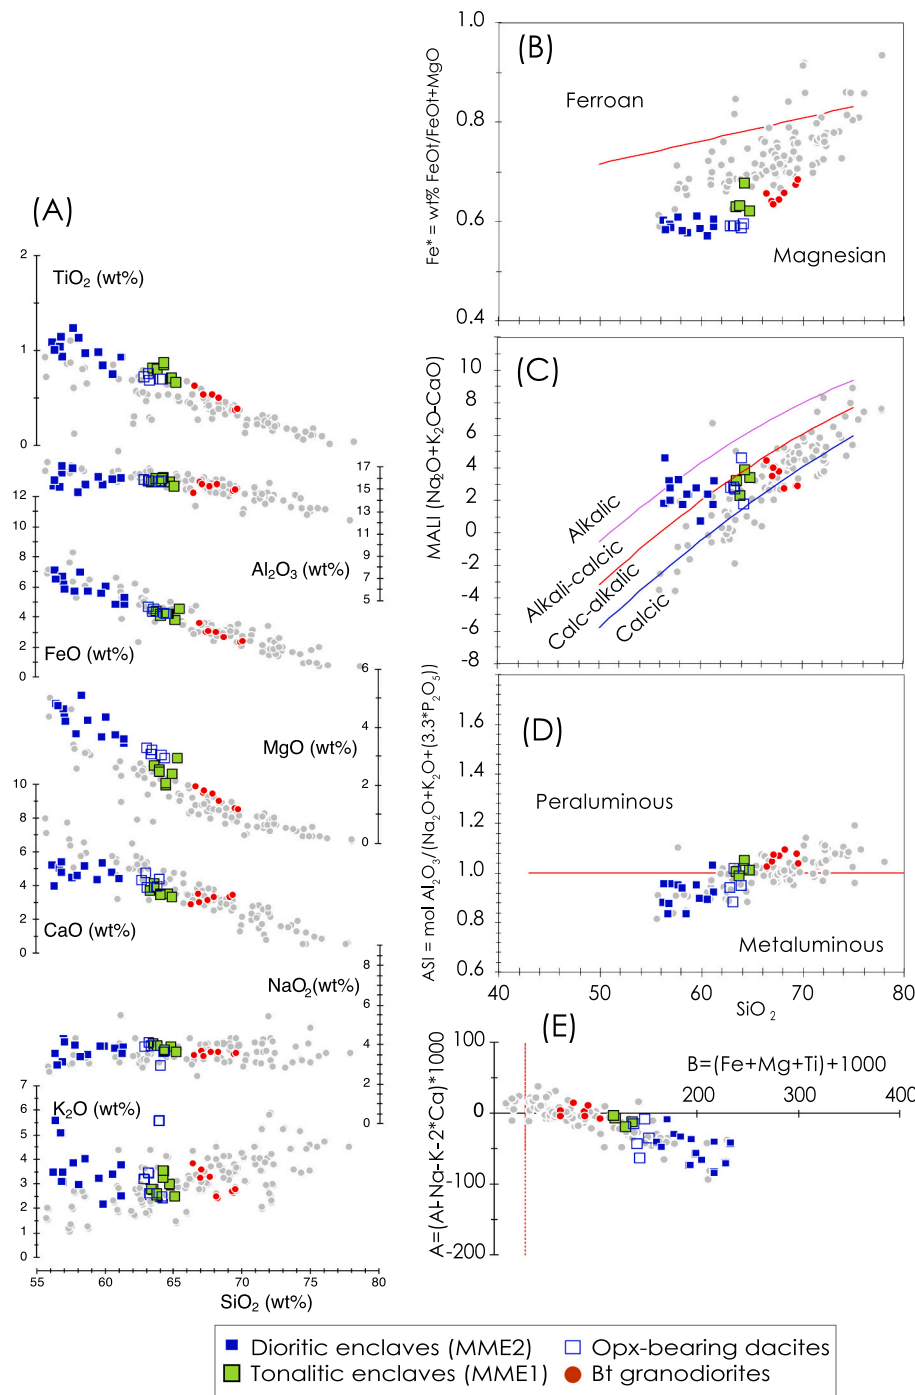 (A)
2
TiO2 (wt%)
1
0
17
15
13
11
9
7
5
Al2O3 (wt%)
12
10
8
6
4
2
0
FeO (wt%)
6
4
2
0
MgO (wt%)
10
8
6
4
2
0
CaO (wt%)
8
6
4
2
0
NaO2(wt%)
7
6
5
4
3
2
1
0
K2O (wt%)
55 60 65 70 75 80
SiO2 (wt%)
(B)
1.0
0.8
0.6
0.4
Fe* = wt% FeOt/FeOt+MgO
Ferroan
Magnesian
(C)
10
8
6
4
2
0
-2
-4
-6
-8
MALI (Na2O+K2O-CaO)
Alkalic
Alkali-calcic
Calc-alkalic
Calcic
(D)
1.6
1.4
1.2
1.0
0.8
0.6
ASI = mol Al2O3/(Na2O+K2O+(3.3*P2O5))
Peraluminous
Metaluminous
40 50 60 70 80
SiO2
(E)
100
0
-100
-200
A=(Al-Na-K-2*Ca)*1000
B=(Fe+Mg+Ti)+1000
200 300 400
Dioritic enclaves (MME2) Opx-bearing dacites
Tonalitic enclaves (MME1) Bt granodiorites